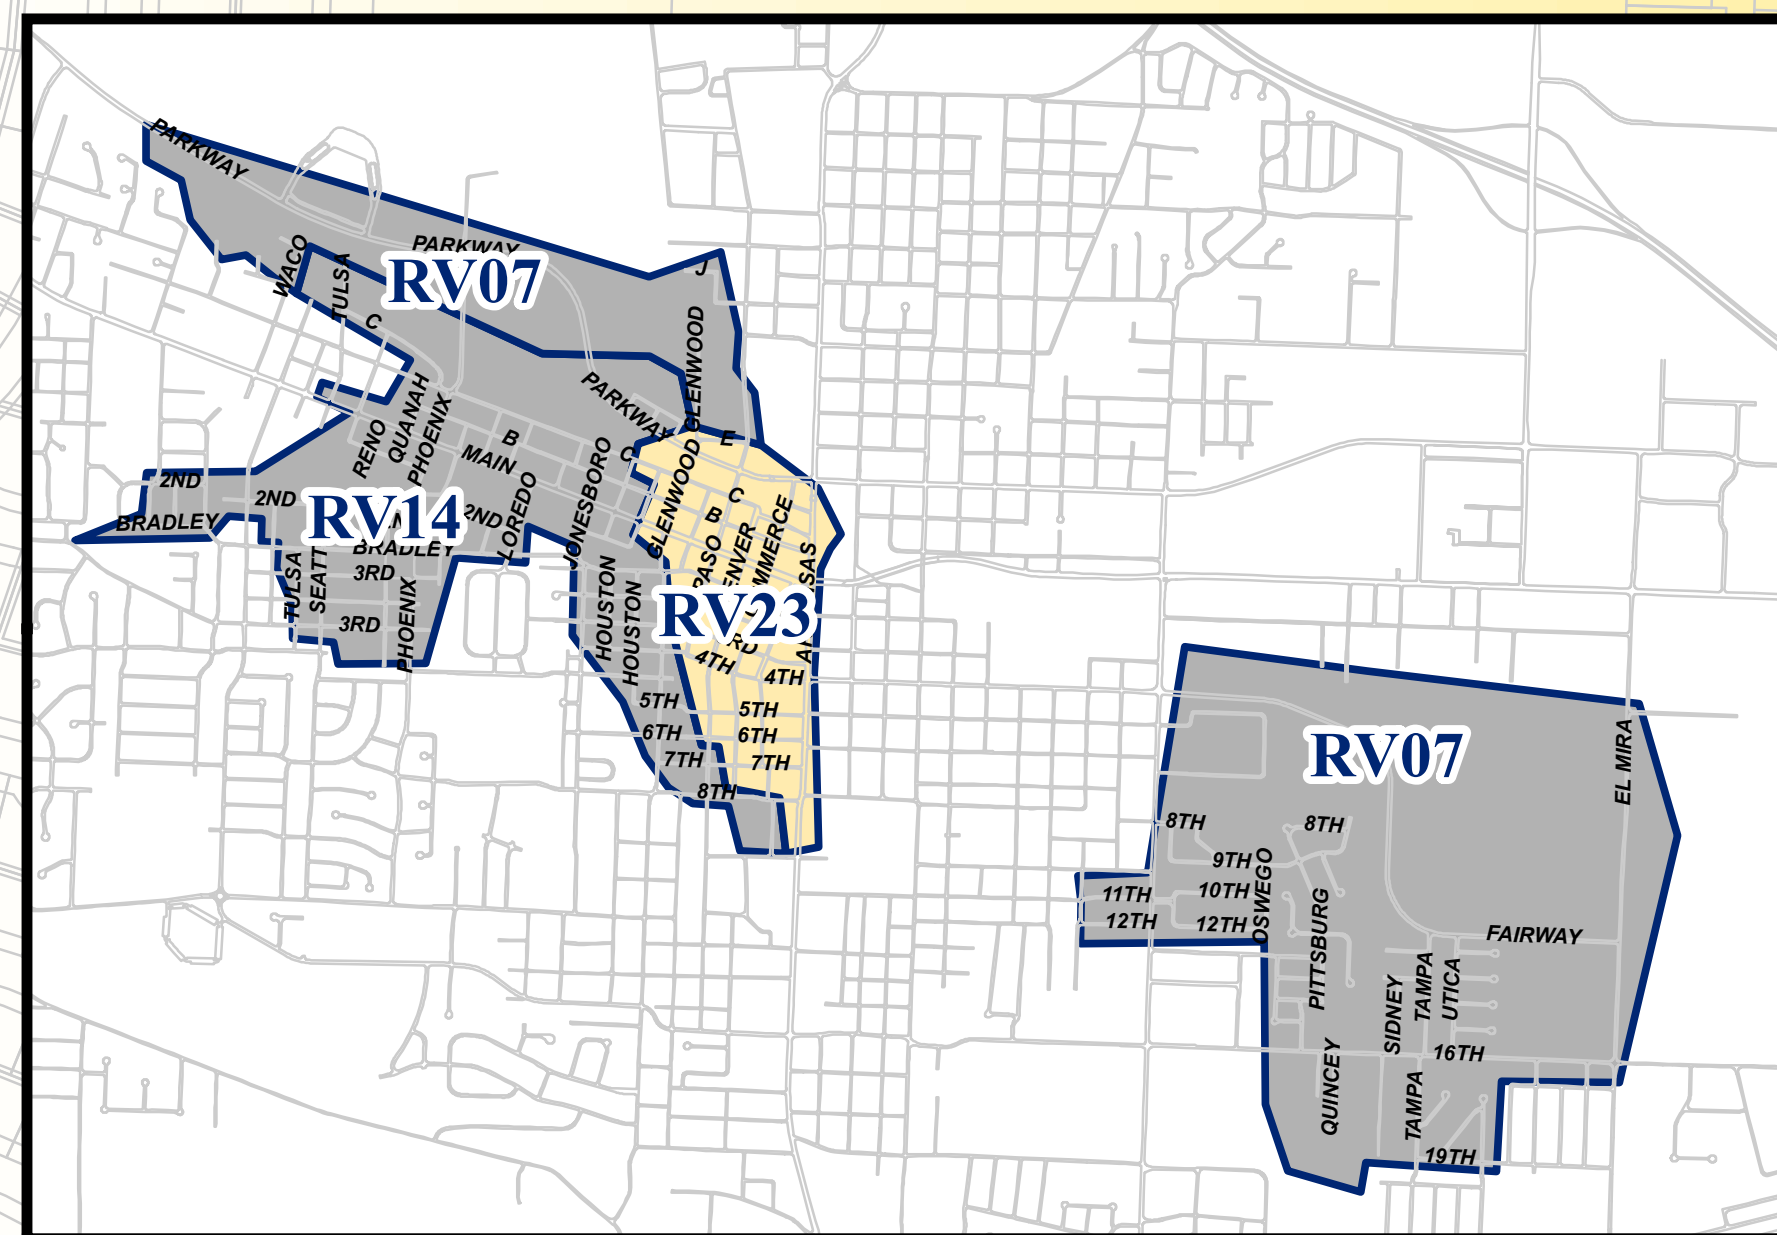 PARKWAY
PARKWAY
RV07
WACO
TULSA
J
C
GLENWOOD
PARKWAY
E
RENO
QUANAH
PHOENIX
B
MAIN
JONESBORO
C
GLENWOOD
C
B
2ND
2ND
BRADLEY
RV14
2ND
LOREDO
BRADLEY
3RD
3RD
TULSA
PHOENIX
HOUSTON
HOUSTON
RV23
4TH
4TH
5TH
5TH
6TH
6TH
7TH
7TH
8TH
RV07
EL MIRA
8TH
8TH
9TH
10TH
11TH
12TH
12TH
OSWEGO
PITTSBURG
FAIRWAY
SIDNEY
TAMPA
UTICA
16TH
QUINCEY
TAMPA
19TH